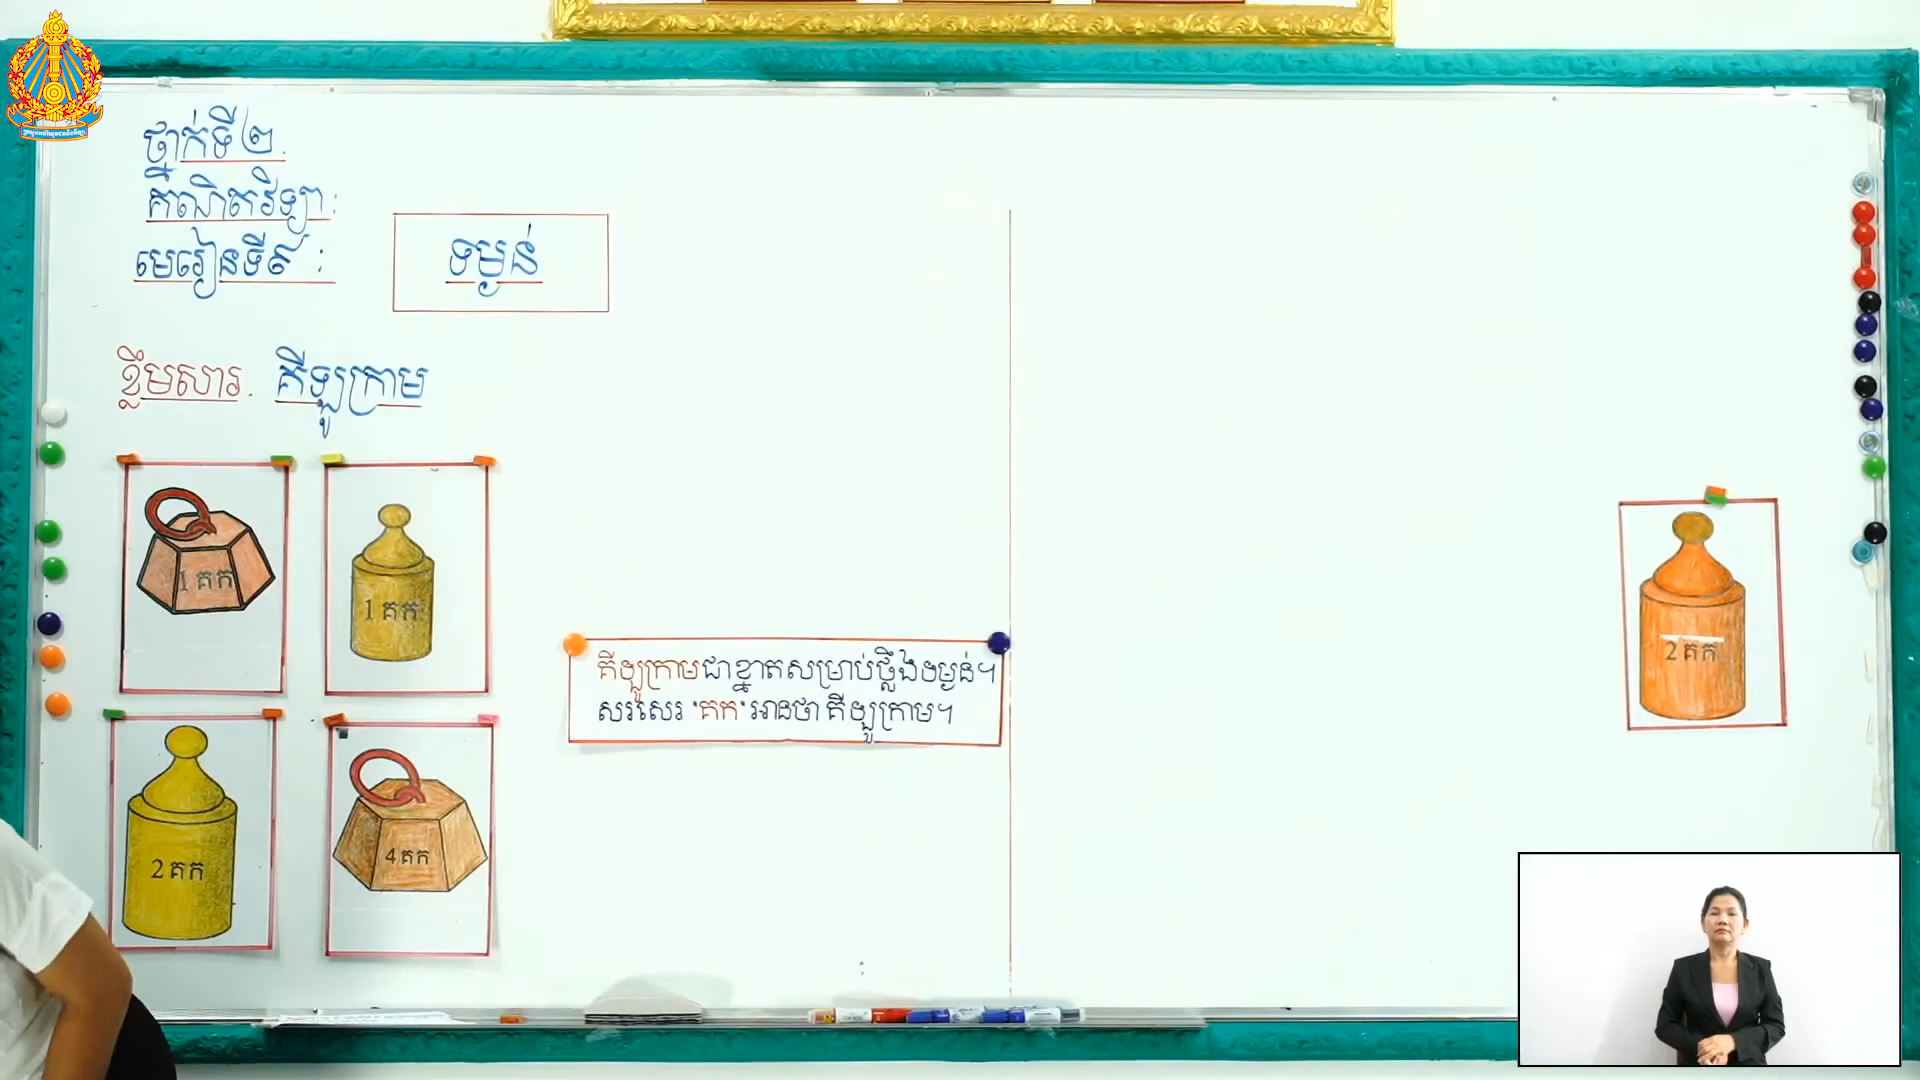 ថ្នាក់ទី២.
គណិតវិទ្យា:
មេរៀនទី៩ :
ទម្ងន់
ខ្លឹមសារ. គីឡូក្រាម
1 គក
1 គក
2 គក
4 គក
គីឡូក្រាមជាខ្នាតសម្រាប់ថ្លឹងទម្ងន់។
សរសេរ "គក" អានថា គីឡូក្រាម។
2 គក